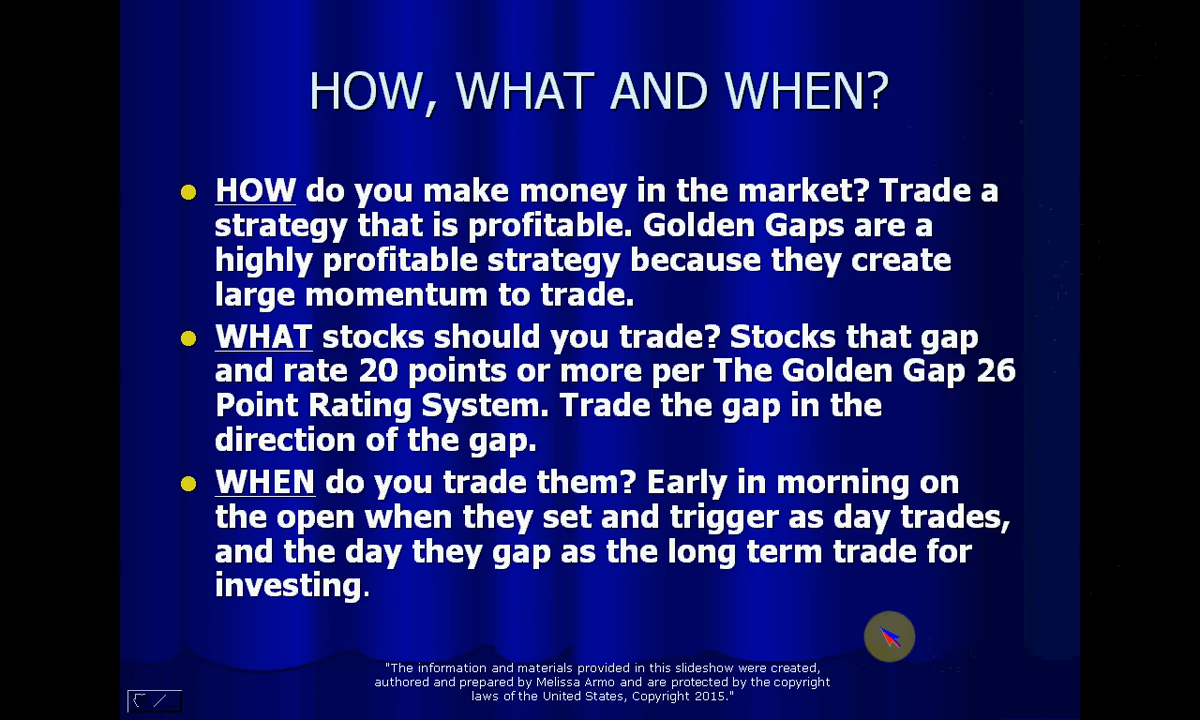 HOW, WHAT AND WHEN?
HOW do you make money in the market? Trade a
strategy that is profitable. Golden Gaps are a
highly profitable strategy because they create
large momentum to trade.
WHAT stocks should you trade? Stocks that gap
and rate 20 points or more per The Golden Gap 26
Point Rating System. Trade the gap in the
direction of the gap.
WHEN do you trade them? Early in morning on
the open when they set and trigger as day trades,
and the day they gap as the long term trade for
investing.
"The information and materials provided in this slideshow were created,
authored and prepared by Melissa Armo and are protected by the copyright
laws of the United States, Copyright 2015."